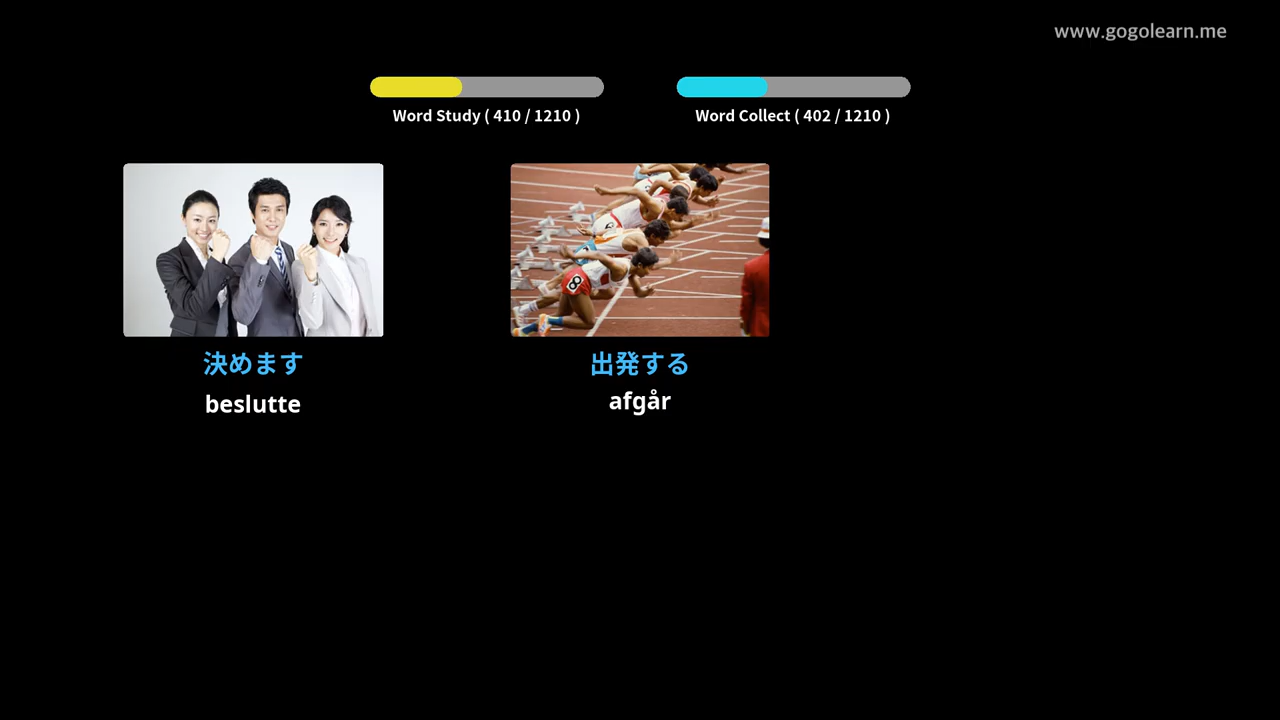 www.gogolearn.me
Word Study ( 410 / 1210 )
Word Collect ( 402 / 1210 )
8
決めます
出発する
beslutte
afgår